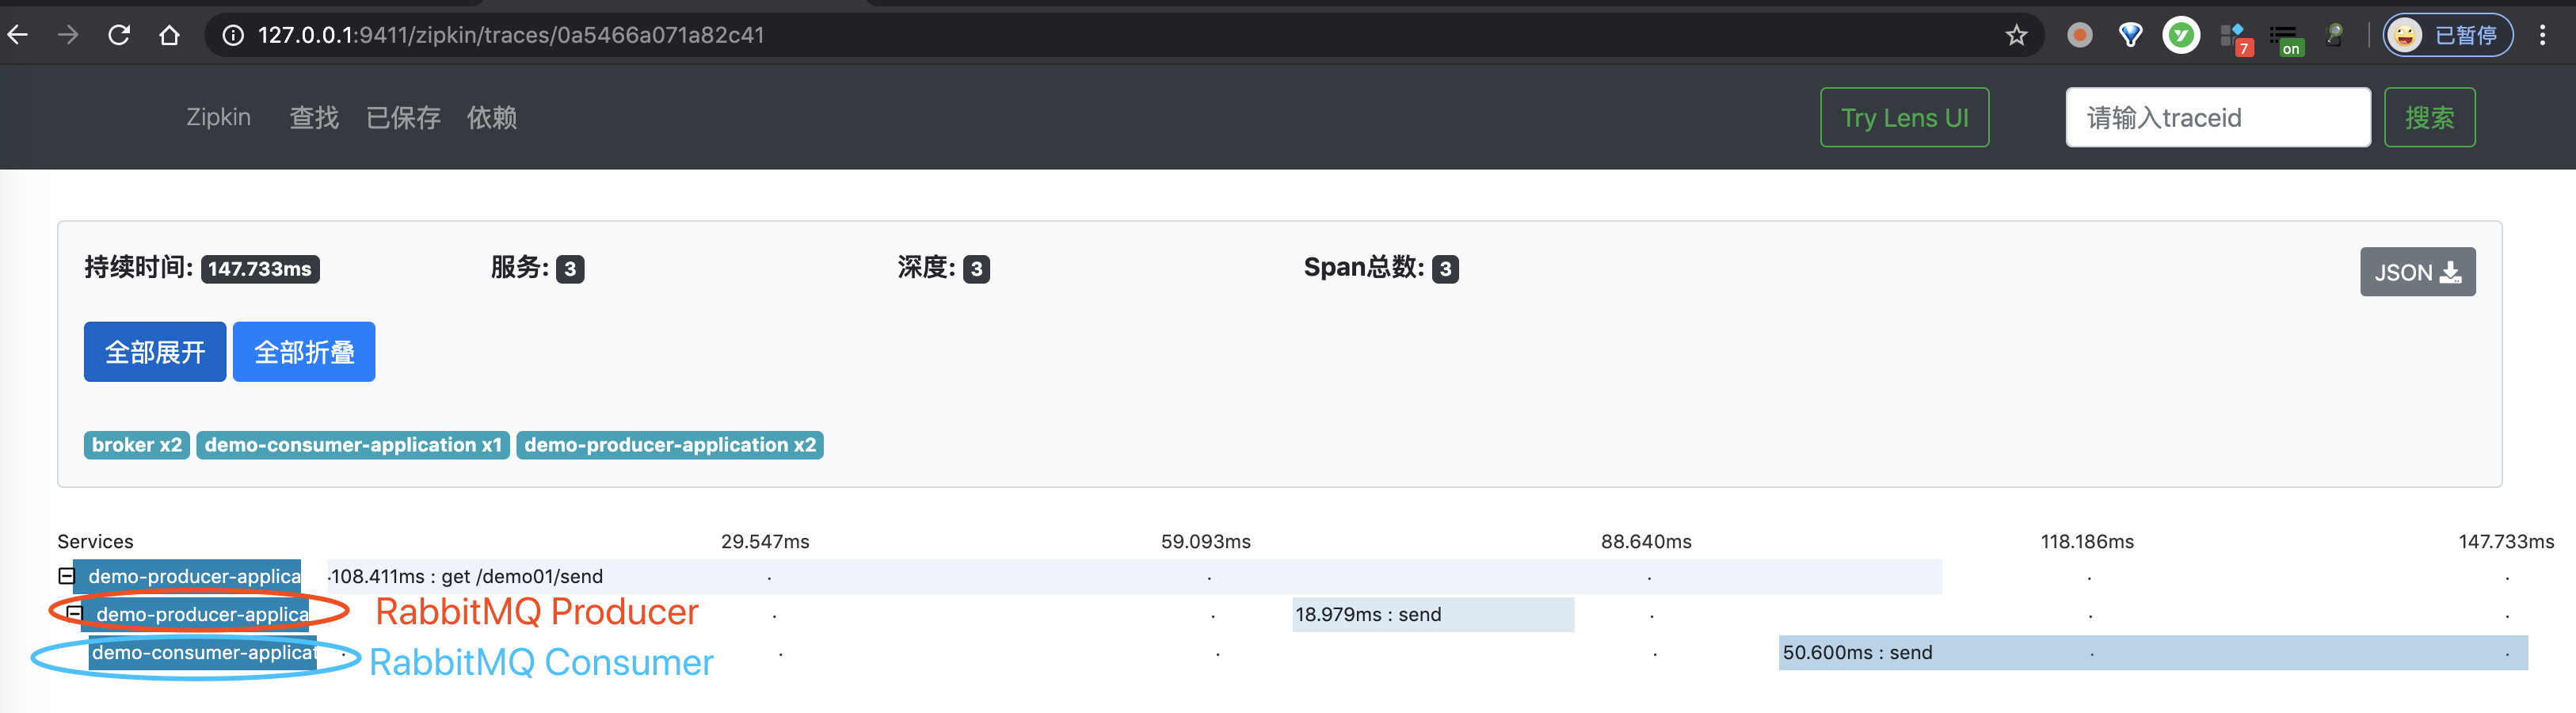 127.0.0.1:9411/zipkin/traces/0a5466a071a82c41
7
on
已暂停
Zipkin 查找 已保存 依赖
Try Lens UI
请输入traceid
搜索
持续时间: 147.733ms 服务: 3 深度: 3 Span总数: 3
JSON
全部展开 全部折叠
broker x2 demo-consumer-application x1 demo-producer-application x2
Services 29.547ms 59.093ms 88.640ms 118.186ms 147.733ms
demo-producer-applica 108.411ms : get /demo01/send
demo-producer-applica RabbitMQ Producer 18.979ms : send
demo-consumer-applicat RabbitMQ Consumer 50.600ms : send